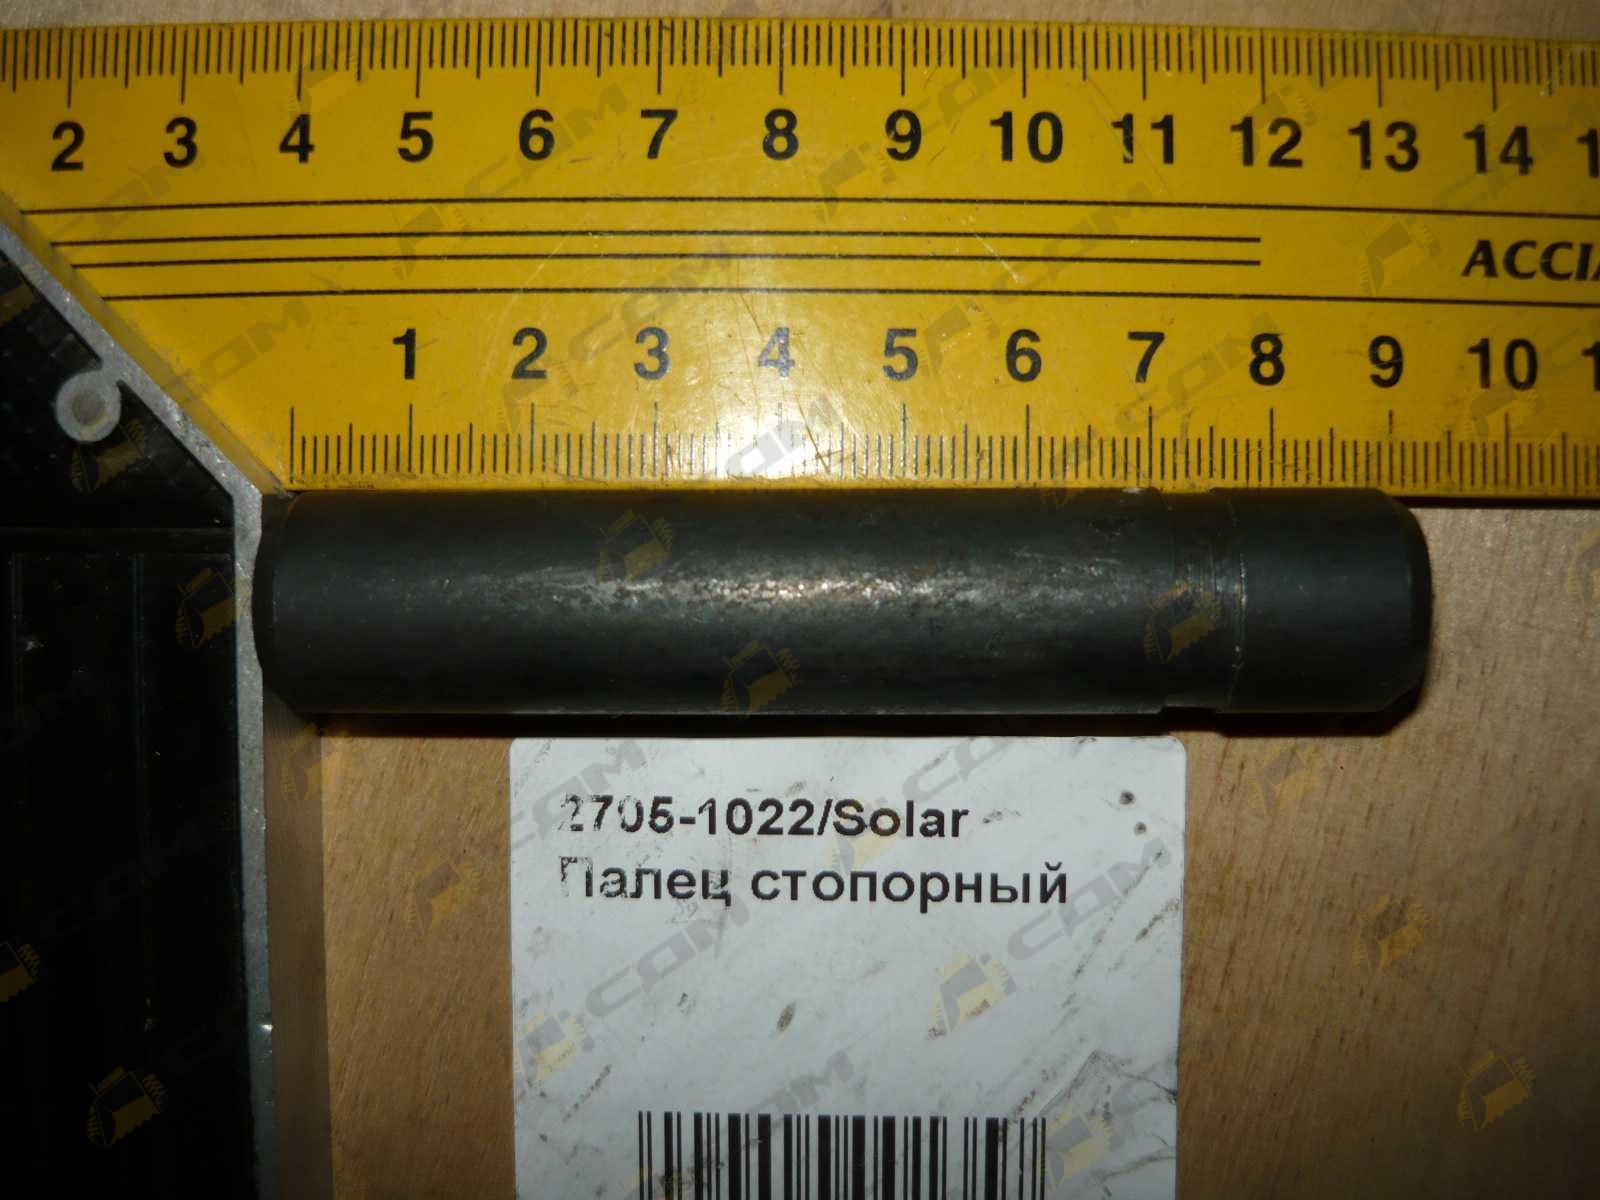 2 3 4 5 6 7 8 9 10 11 12 13 14
ACCIA
1 2 3 4 5 6 7 8 9 10
2705-1022/Solar
Палец стопорный